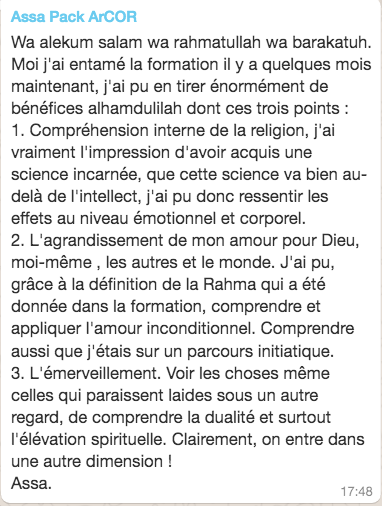 Assa Pack ArCOR
Wa alekum salam wa rahmatullah wa barakatuh.
Moi j'ai entamé la formation il y a quelques mois
maintenant, j'ai pu en tirer énormément de
bénéfices alhamdulilah dont ces trois points :
1. Compréhension interne de la religion, j'ai
vraiment l'impression d'avoir acquis une
science incarnée, que cette science va bien au-
delà de l'intellect, j'ai pu donc ressentir les
effets au niveau émotionnel et corporel.
2. L'agrandissement de mon amour pour Dieu,
moi-même , les autres et le monde. J'ai pu,
grâce à la définition de la Rahma qui a été
donnée dans la formation, comprendre et
appliquer l'amour inconditionnel. Comprendre
aussi que j'étais sur un parcours initiatique.
3. L'émerveillement. Voir les choses même
celles qui paraissent laides sous un autre
regard, de comprendre la dualité et surtout
l'élévation spirituelle. Clairement, on entre dans
une autre dimension !
Assa.
17:48